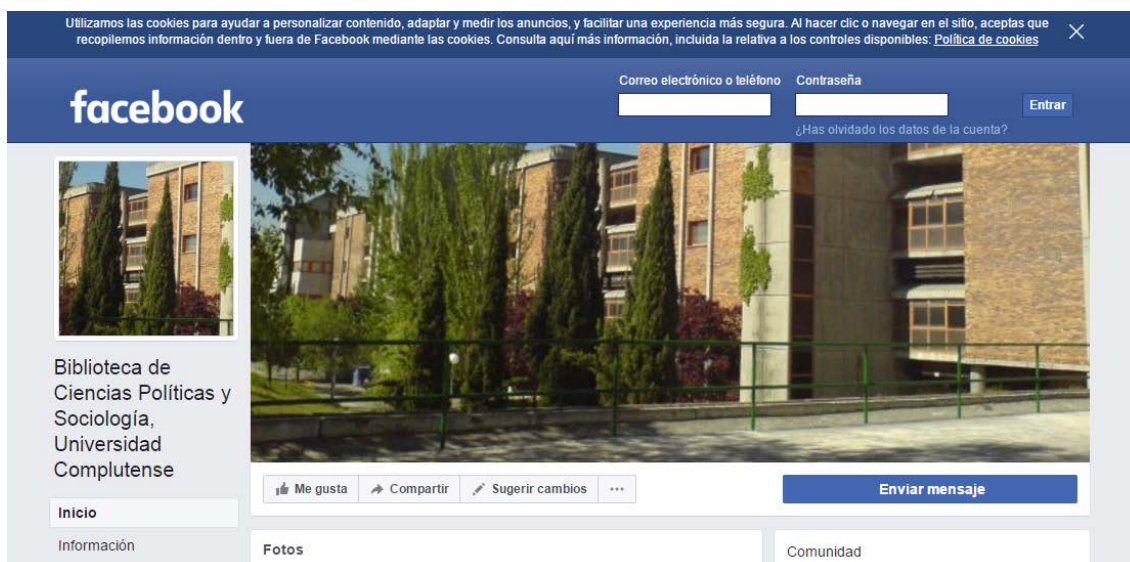 Utilizamos las cookies para ayudar a personalizar contenido, adaptar y medir los anuncios, y facilitar una experiencia más segura. Al hacer clic o navegar en el sitio, aceptas que
recopilemos información dentro y fuera de Facebook mediante las cookies. Consulta aquí más información, incluida la relativa a los controles disponibles: Política de cookies
facebook
Correo electrónico o teléfono Contraseña
Entrar
¿Has olvidado los datos de la cuenta?
Biblioteca de
Ciencias Políticas y
Sociología,
Universidad
Complutense
Me gusta Compartir Sugerir cambios ...
Enviar mensaje
Inicio
Información
Fotos
Comunidad